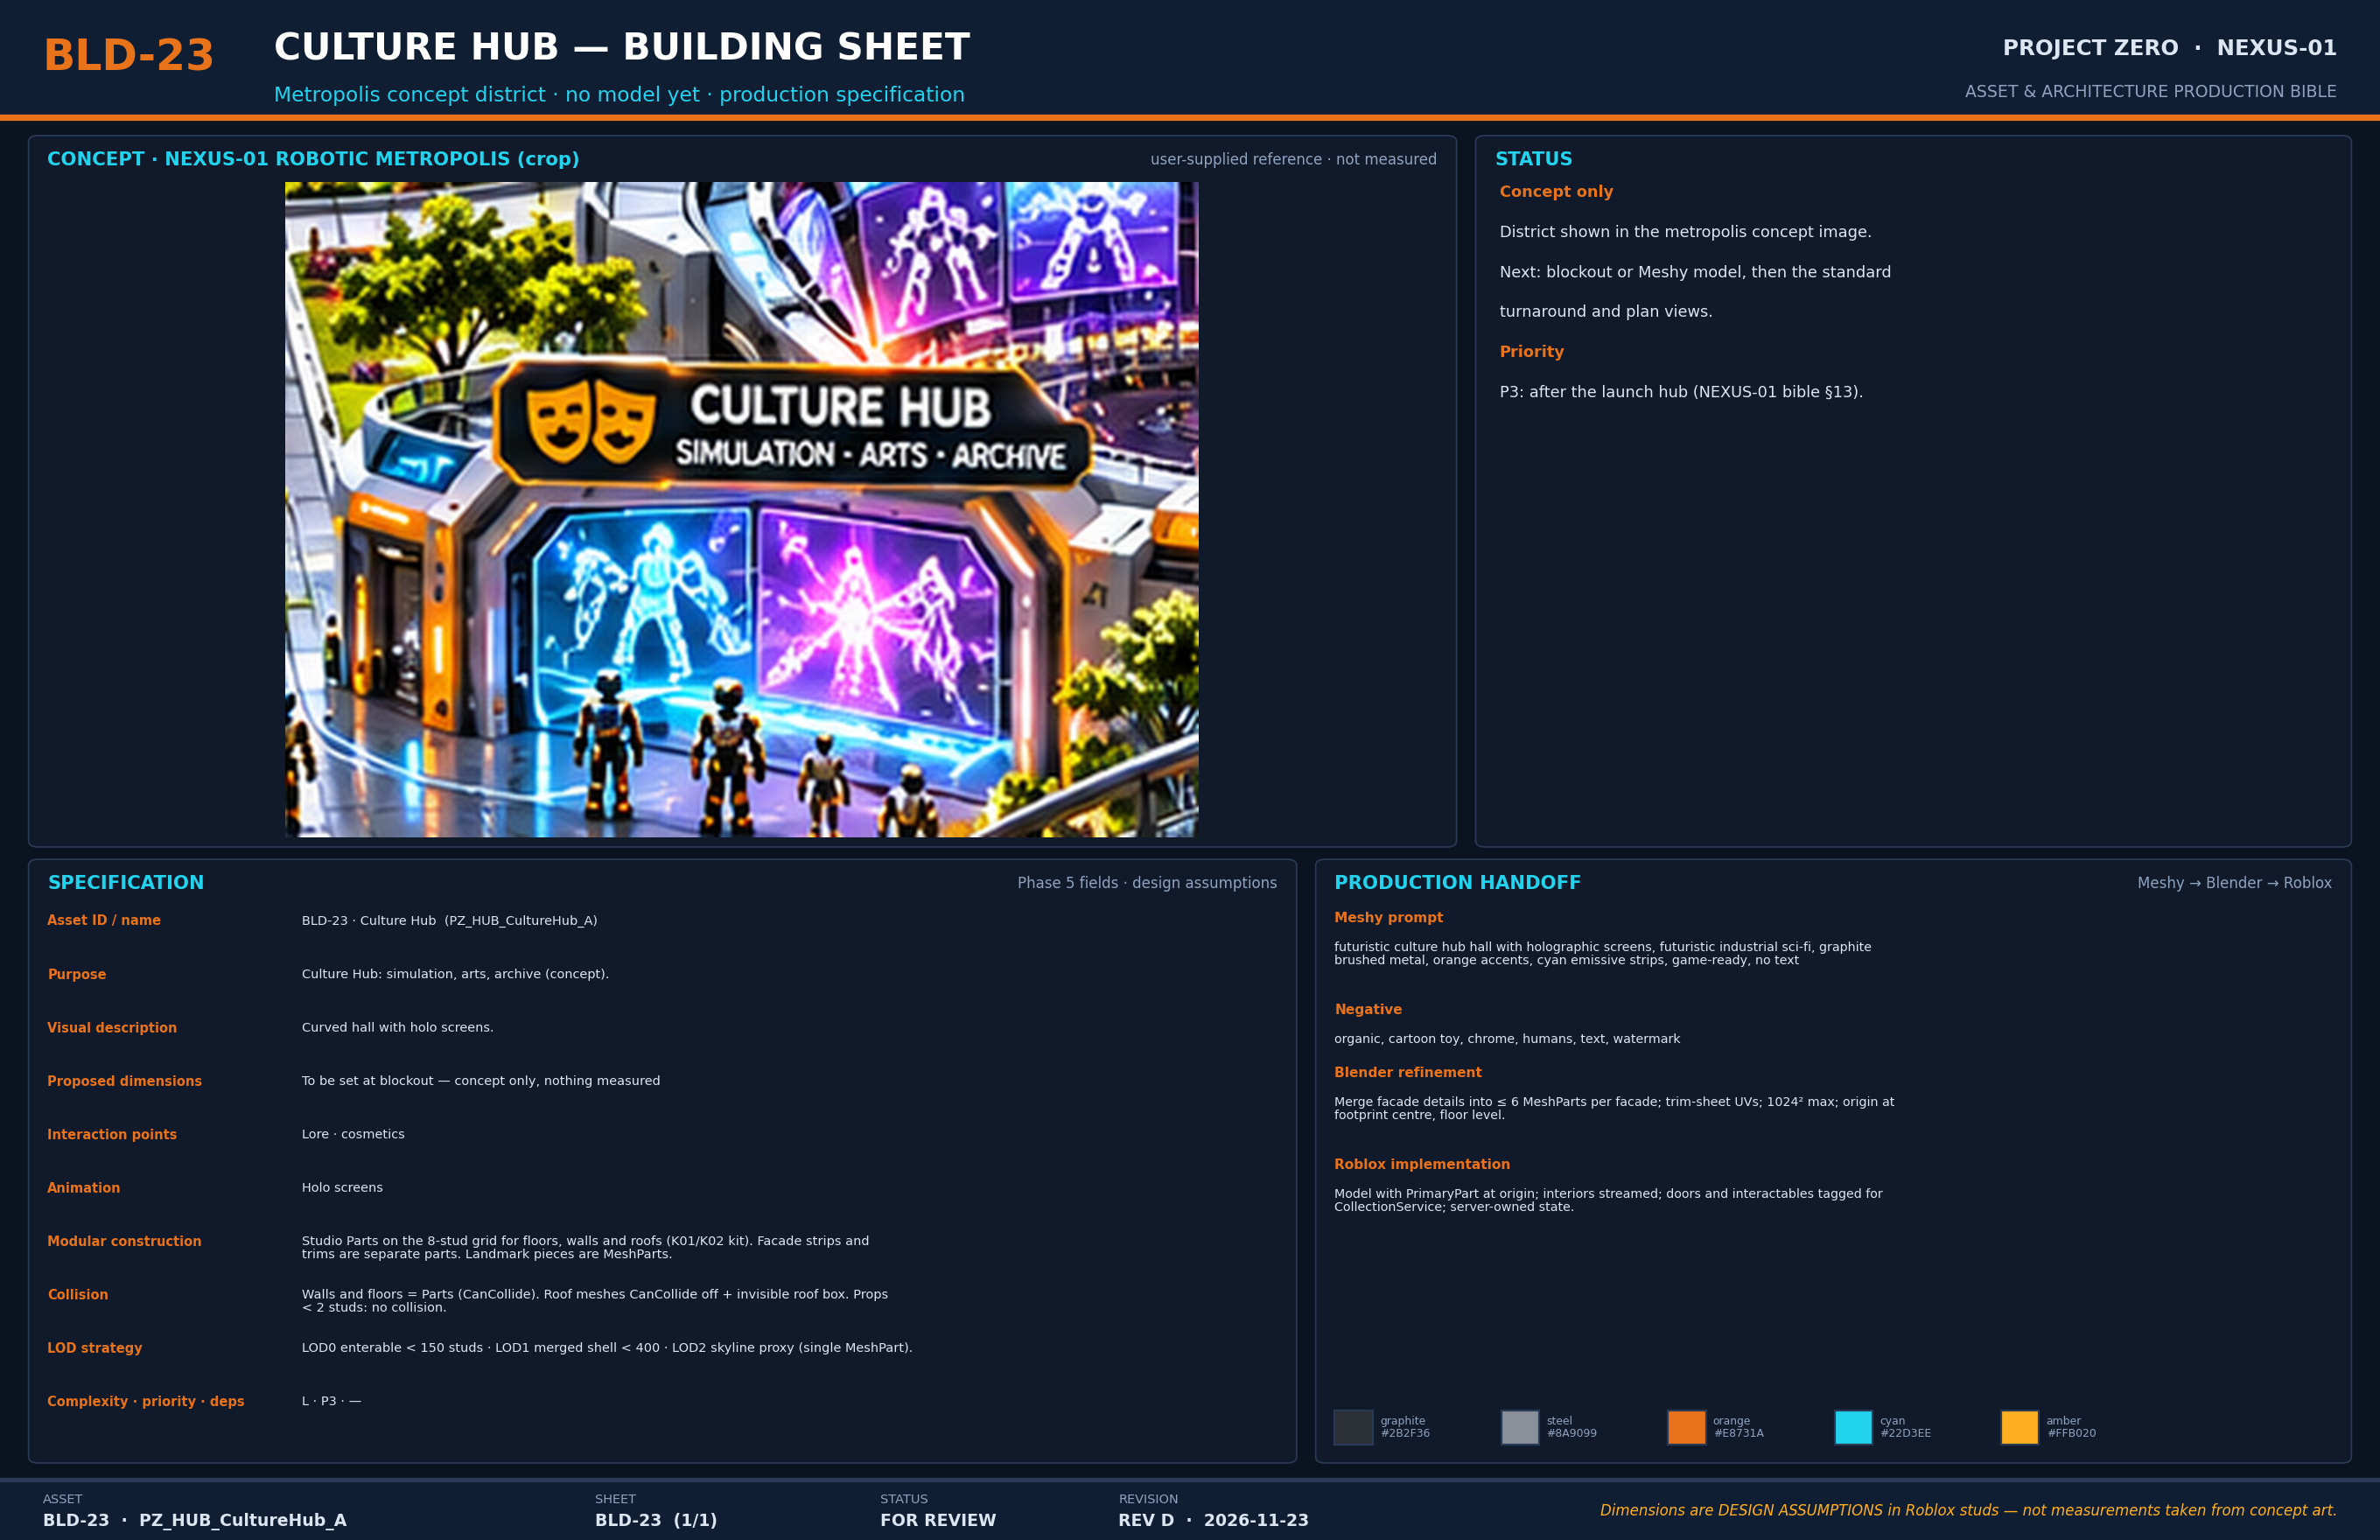 BLD-23
CULTURE HUB — BUILDING SHEET
Metropolis concept district · no model yet · production specification
PROJECT ZERO · NEXUS-01
ASSET & ARCHITECTURE PRODUCTION BIBLE
CONCEPT · NEXUS-01 ROBOTIC METROPOLIS (crop)
user-supplied reference · not measured
CULTURE HUB
SIMULATION · ARTS · ARCHIVE
STATUS
Concept only
District shown in the metropolis concept image.
Next: blockout or Meshy model, then the standard
turnaround and plan views.
Priority
P3: after the launch hub (NEXUS-01 bible §13).
SPECIFICATION
Phase 5 fields · design assumptions
Asset ID / name
BLD-23 · Culture Hub (PZ_HUB_CultureHub_A)
Purpose
Culture Hub: simulation, arts, archive (concept).
Visual description
Curved hall with holo screens.
Proposed dimensions
To be set at blockout — concept only, nothing measured
Interaction points
Lore · cosmetics
Animation
Holo screens
Modular construction
Studio Parts on the 8-stud grid for floors, walls and roofs (K01/K02 kit). Facade strips and
trims are separate parts. Landmark pieces are MeshParts.
Collision
Walls and floors = Parts (CanCollide). Roof meshes CanCollide off + invisible roof box. Props
< 2 studs: no collision.
LOD strategy
LOD0 enterable < 150 studs · LOD1 merged shell < 400 · LOD2 skyline proxy (single MeshPart).
Complexity · priority · deps
L · P3 · —
PRODUCTION HANDOFF
Meshy → Blender → Roblox
Meshy prompt
futuristic culture hub hall with holographic screens, futuristic industrial sci-fi, graphite
brushed metal, orange accents, cyan emissive strips, game-ready, no text
Negative
organic, cartoon toy, chrome, humans, text, watermark
Blender refinement
Merge facade details into ≤ 6 MeshParts per facade; trim-sheet UVs; 1024² max; origin at
footprint centre, floor level.
Roblox implementation
Model with PrimaryPart at origin; interiors streamed; doors and interactables tagged for
CollectionService; server-owned state.
graphite
#2B2F36
steel
#8A9099
orange
#E8731A
cyan
#22D3EE
amber
#FFB020
ASSET
BLD-23 · PZ_HUB_CultureHub_A
SHEET
BLD-23 (1/1)
STATUS
FOR REVIEW
REVISION
REV D · 2026-11-23
Dimensions are DESIGN ASSUMPTIONS in Roblox studs — not measurements taken from concept art.